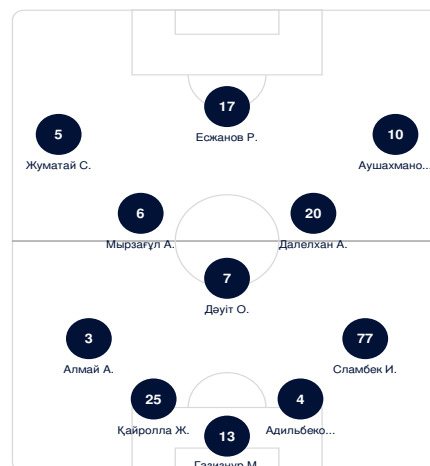 17
Есжанов Р.
5
Жуматай С.
10
Аушахмано...
6
Мырзағұл А.
20
Далелхан А.
7
Дәуіт О.
3
Алмай А.
77
Сламбек И.
25
Қайролла Ж.
4
Адильбеко...
13
Газизнур М.